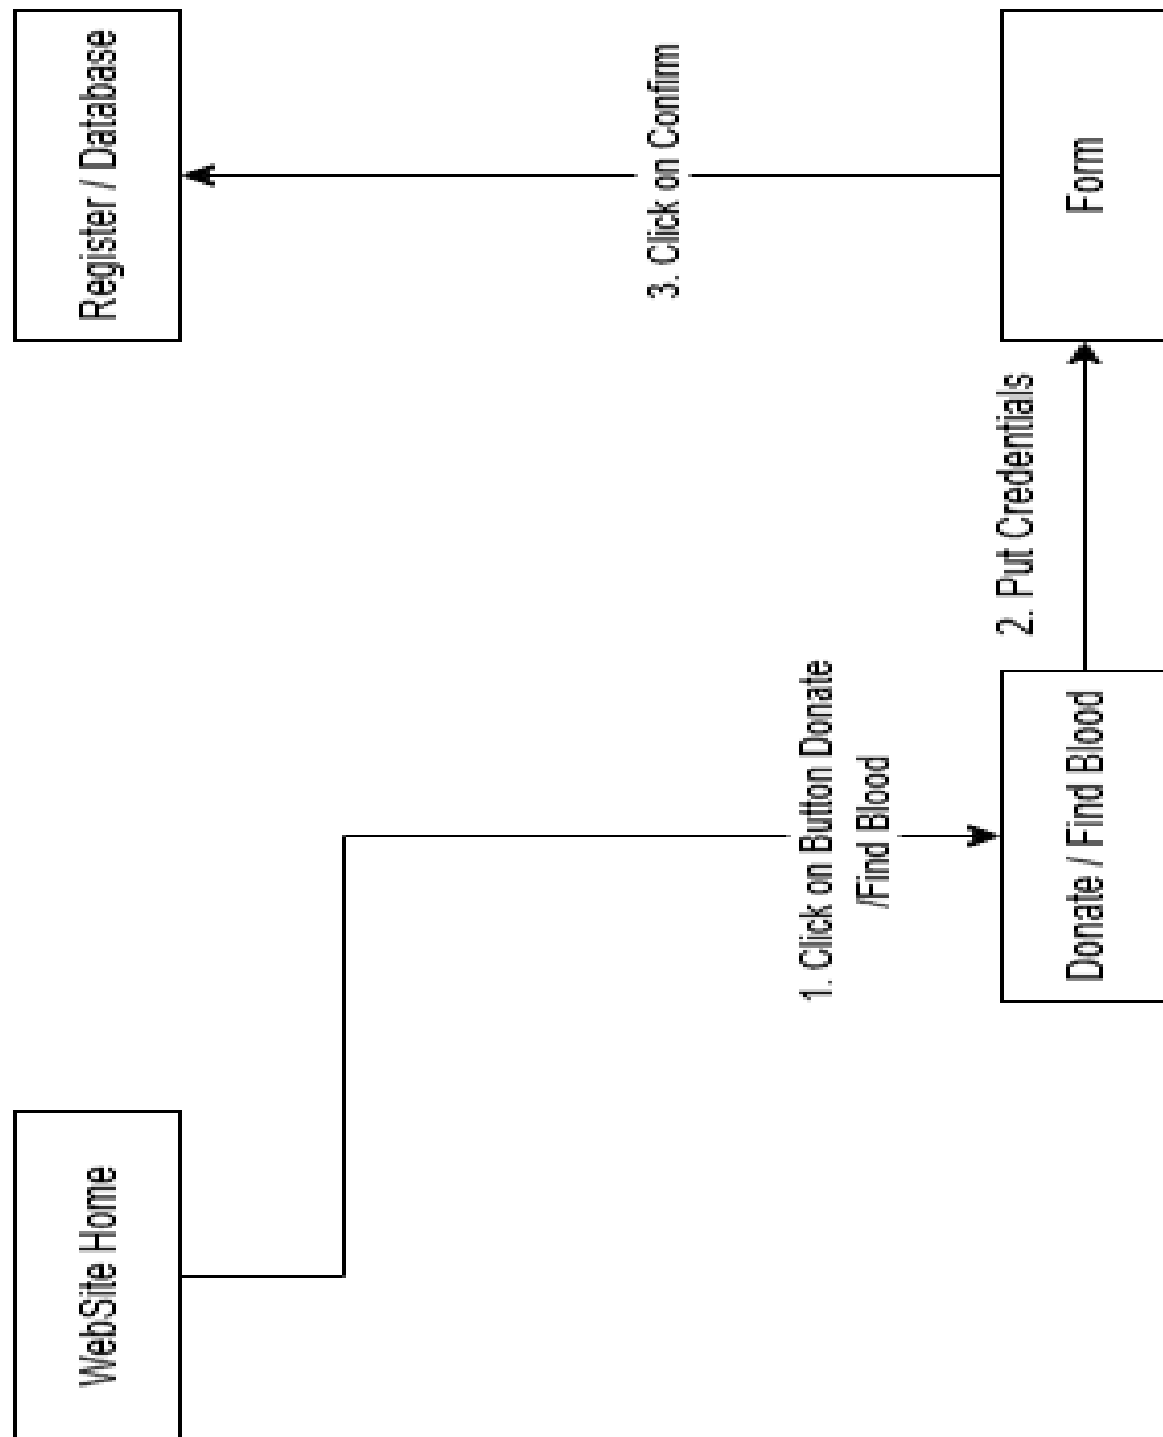 WebSite Home
1. Click on Button Donate
/Find Blood
Donate / Find Blood
2. Put Credentials
Form
3. Click on Confirm
Register / Database